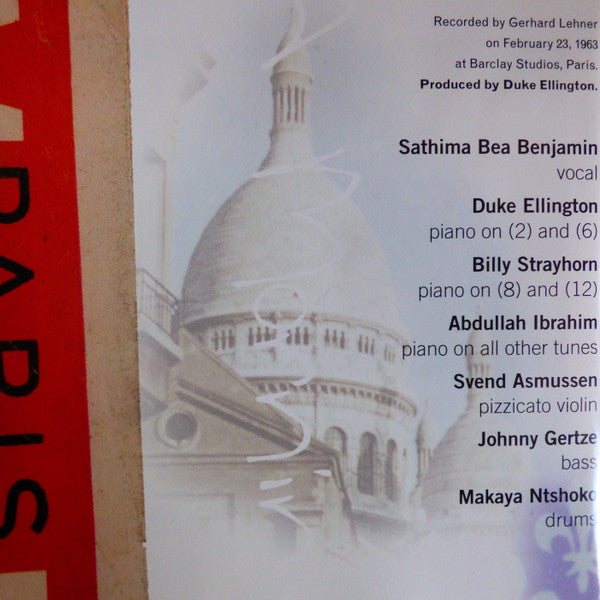 Recorded by Gerhard Lehner
on February 23, 1963
at Barclay Studios, Paris.
Produced by Duke Ellington.
Sathima Bea Benjamin
vocal
Duke Ellington
piano on (2) and (6)
Billy Strayhorn
piano on (8) and (12)
Abdullah Ibrahim
piano on all other tunes
Svend Asmussen
pizzicato violin
Johnny Gertze
bass
Makaya Ntshoko
drums
PARIS